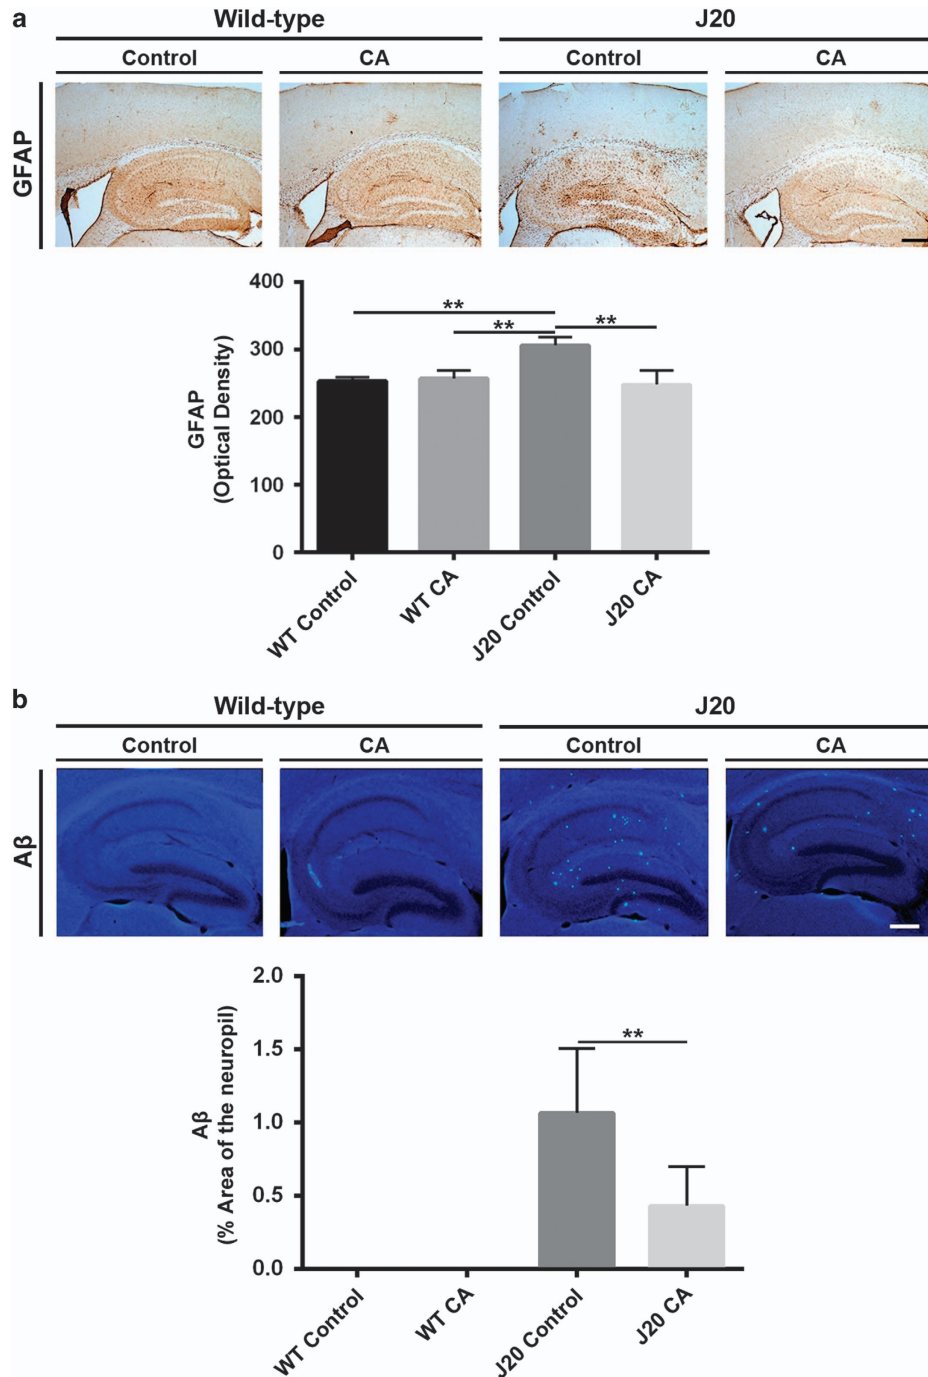 a
Wild-type J20
Control CA Control CA
GFAP
400
300
200
100
0
GFAP
(Optical Density)
** ** **
WT Control
WT CA
J20 Control
J20 CA
b
Wild-type J20
Control CA Control CA
Aβ
2.0
1.5
1.0
0.5
0.0
Aβ
(% Area of the neuropil)
**
WT Control
WT CA
J20 Control
J20 CA